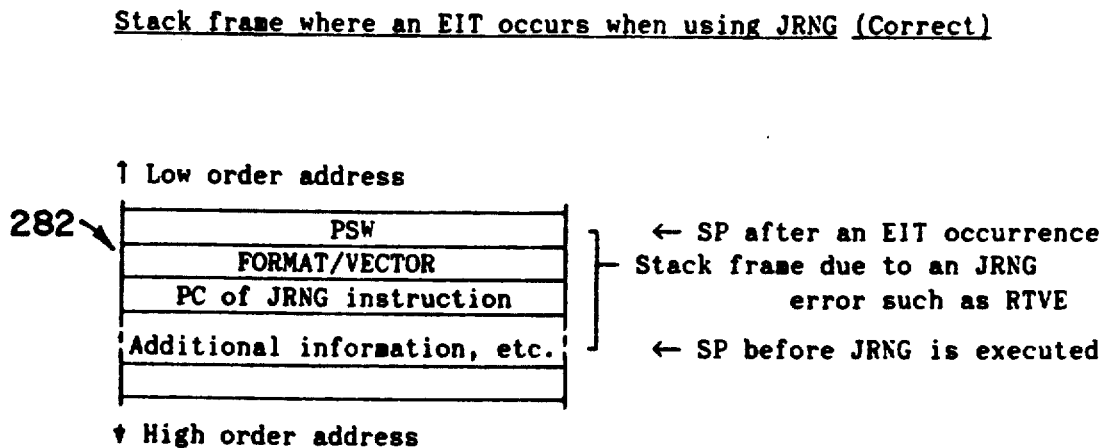 Stack frame where an EIT occurs when using JRNG (Correct)
↑ Low order address
282
PSW
← SP after an EIT occurrence
FORMAT/VECTOR
Stack frame due to an JRNG
PC of JRNG instruction
error such as RTVE
Additional information, etc.
← SP before JRNG is executed
↓ High order address